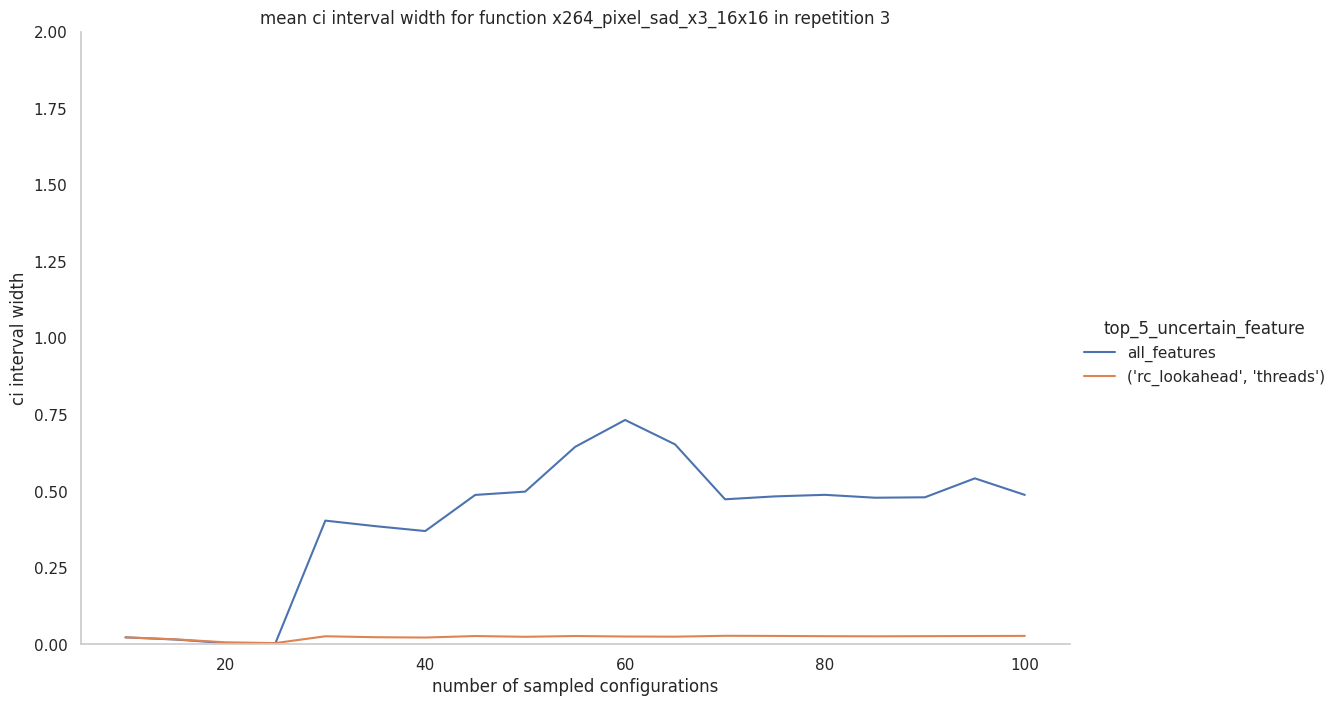 mean ci interval width for function x264_pixel_sad_x3_16x16 in repetition 3
2.00
1.75
1.50
1.25
1.00
0.75
0.50
0.25
0.00
ci interval width
20
40
60
80
100
number of sampled configurations
top_5_uncertain_feature
all_features
('rc_lookahead', 'threads')